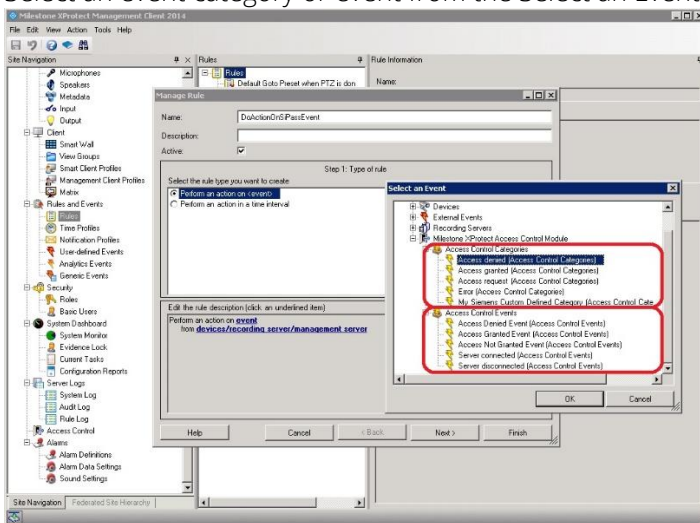 Select an event category or event from the Select an Event
Milestone XProtect Management Client 2014
File Edit View Action Tools Help
Site Navigation
Microphones
Speakers
Metadata
Input
Output
Client
Smart Wall
View Groups
Smart Client Profiles
Management Client Profiles
Matrix
Rules and Events
Rules
Time Profiles
Notification Profiles
User-defined Events
Analytics Events
Generic Events
Security
Roles
Basic Users
System Dashboard
System Monitor
Evidence Lock
Current Tasks
Configuration Reports
Server Logs
System Log
Audit Log
Rule Log
Access Control
Alarms
Alarm Definitions
Alarm Data Settings
Sound Settings
Site Navigation Federated Site Hierarchy
Rules
Rules
Default Goto Preset when PTZ is don
Rule Information
Name:
Manage Rule
Name: DoActionOnSiPassEvent
Description:
Active:
Step 1: Type of rule
Select the rule type you want to create
Perform an action on <event>
Perform an action in a time interval
Edit the rule description (click an underlined item)
Perform an action on event
from devices/recording server/management server
Help Cancel < Back Next > Finish
Select an Event
Devices
External Events
Recording Servers
Milestone XProtect Access Control Module
Access Control Categories
Access denied (Access Control Categories)
Access granted (Access Control Categories)
Access request (Access Control Categories)
Error (Access Control Categories)
My Siemens Custom Defined Category (Access Control Cate
Access Control Events
Access Denied Event (Access Control Events)
Access Granted Event (Access Control Events)
Access Not Granted Event (Access Control Events)
Server connected (Access Control Events)
Server disconnected (Access Control Events)
OK Cancel